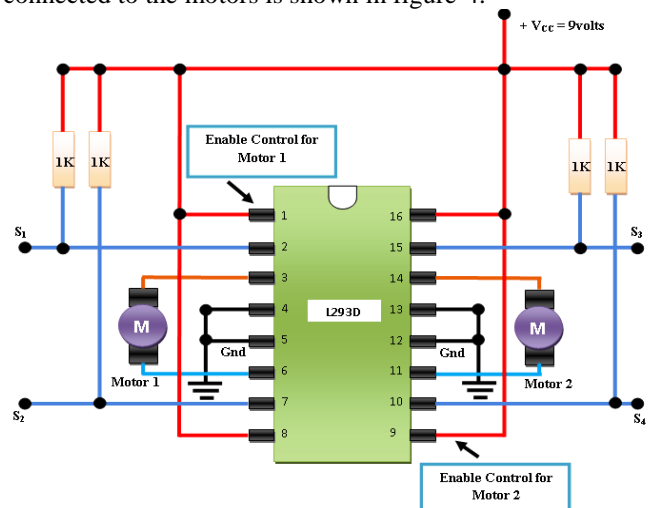 connected to the motors is shown in figure 4.
+ VCC = 9volts
1K 1K
1K 1K
Enable Control for
Motor 1
S1
S3
1 16
2 15
3 14
4 13
5 12
6 11
7 10
8 9
L293D
M
M
Gnd
Gnd
Motor 1
Motor 2
S2
S4
Enable Control for
Motor 2